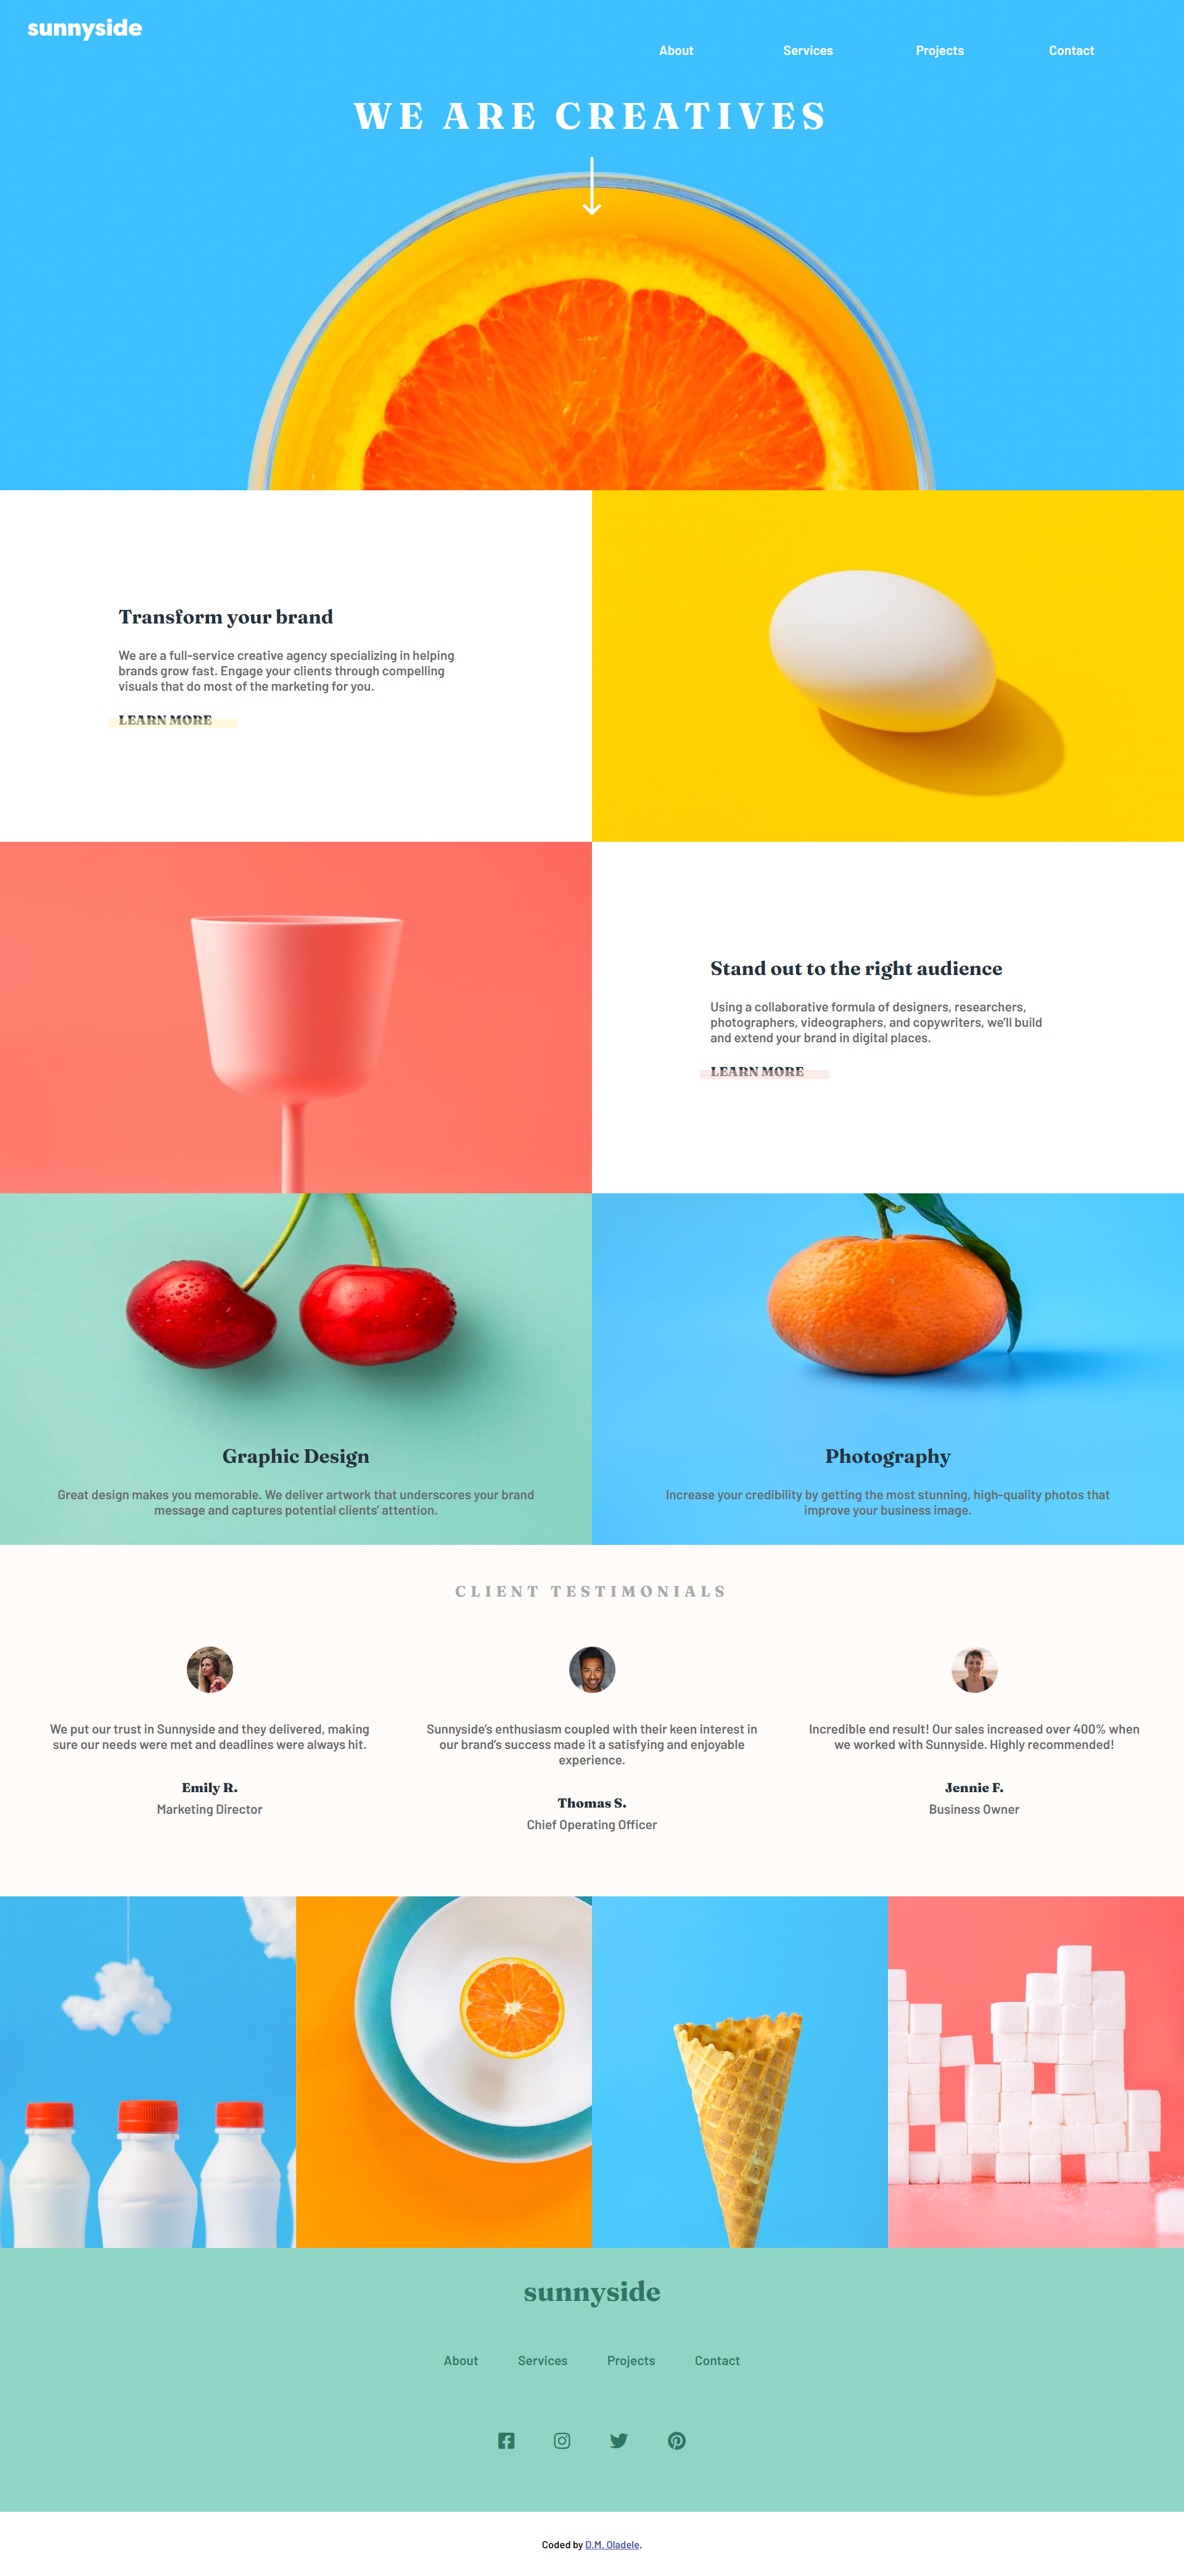 sunnyside
About Services Projects Contact
WE ARE CREATIVES
Transform your brand
We are a full-service creative agency specializing in helping
brands grow fast. Engage your clients through compelling
visuals that do most of the marketing for you.
LEARN MORE
Stand out to the right audience
Using a collaborative formula of designers, researchers,
photographers, videographers, and copywriters, we'll build
and extend your brand in digital places.
LEARN MORE
Graphic Design
Great design makes you memorable. We deliver artwork that underscores your brand
message and captures potential clients' attention.
Photography
Increase your credibility by getting the most stunning, high-quality photos that
improve your business image.
CLIENT TESTIMONIALS
We put our trust in Sunnyside and they delivered, making
sure our needs were met and deadlines were always hit.
Emily R.
Marketing Director
Sunnyside's enthusiasm coupled with their keen interest in
our brand's success made it a satisfying and enjoyable
experience.
Thomas S.
Chief Operating Officer
Incredible end result! Our sales increased over 400% when
we worked with Sunnyside. Highly recommended!
Jennie F.
Business Owner
sunnyside
About Services Projects Contact
Coded by D.M. Oladele.